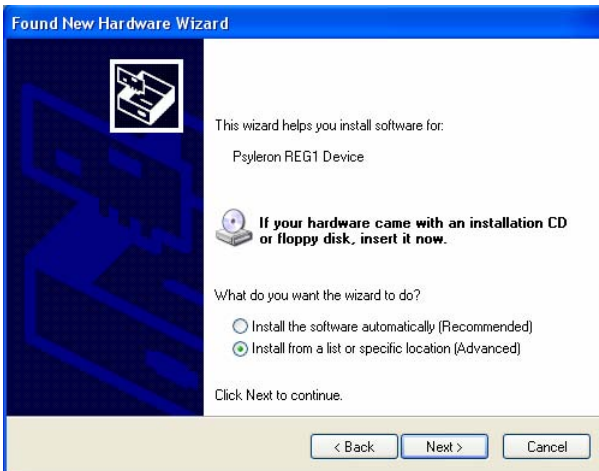 Found New Hardware Wizard
This wizard helps you install software for:
Psyleron REG1 Device
If your hardware came with an installation CD
or floppy disk, insert it now.
What do you want the wizard to do?
Install the software automatically (Recommended)
Install from a list or specific location (Advanced)
Click Next to continue.
< Back
Next >
Cancel